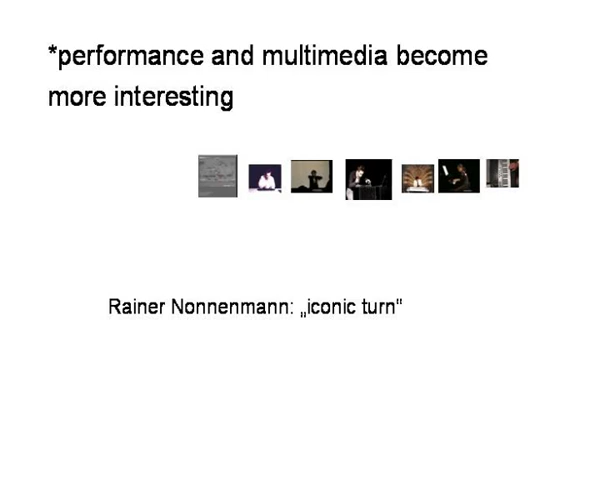 *performance and multimedia become
more interesting
Rainer Nonnenmann: „iconic turn“